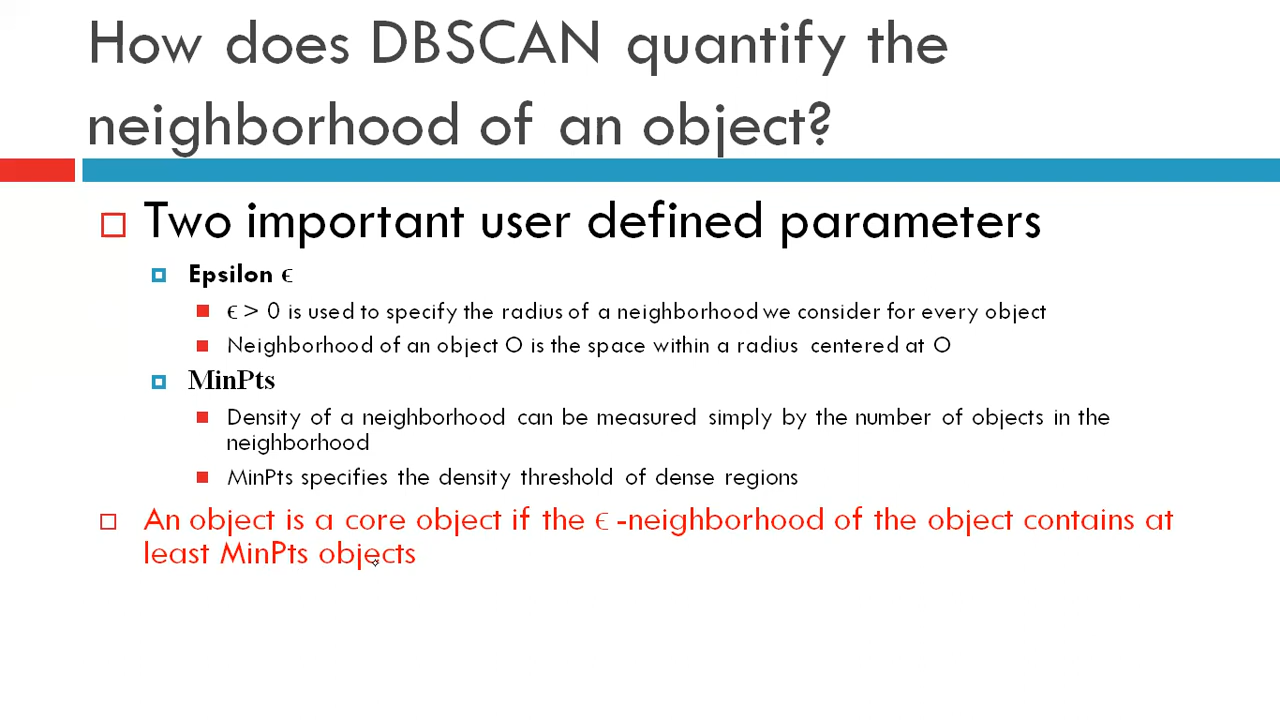 How does DBSCAN quantify the
neighborhood of an object?
Two important user defined parameters
Epsilon ϵ
ϵ > 0 is used to specify the radius of a neighborhood we consider for every object
Neighborhood of an object O is the space within a radius centered at O
MinPts
Density of a neighborhood can be measured simply by the number of objects in the
neighborhood
MinPts specifies the density threshold of dense regions
An object is a core object if the ϵ -neighborhood of the object contains at
least MinPts objects